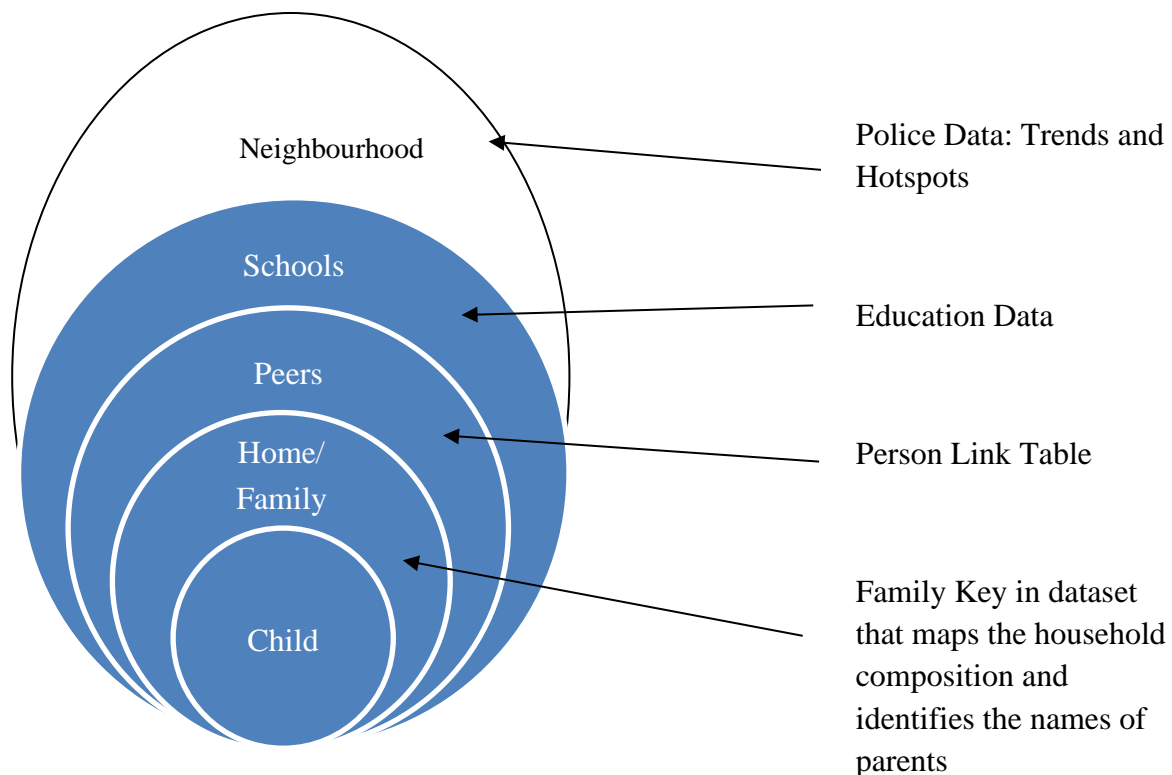 Neighbourhood
Police Data: Trends and
Hotspots
Schools
Education Data
Peers
Home/
Family
Person Link Table
Child
Family Key in dataset
that maps the household
composition and
identifies the names of
parents